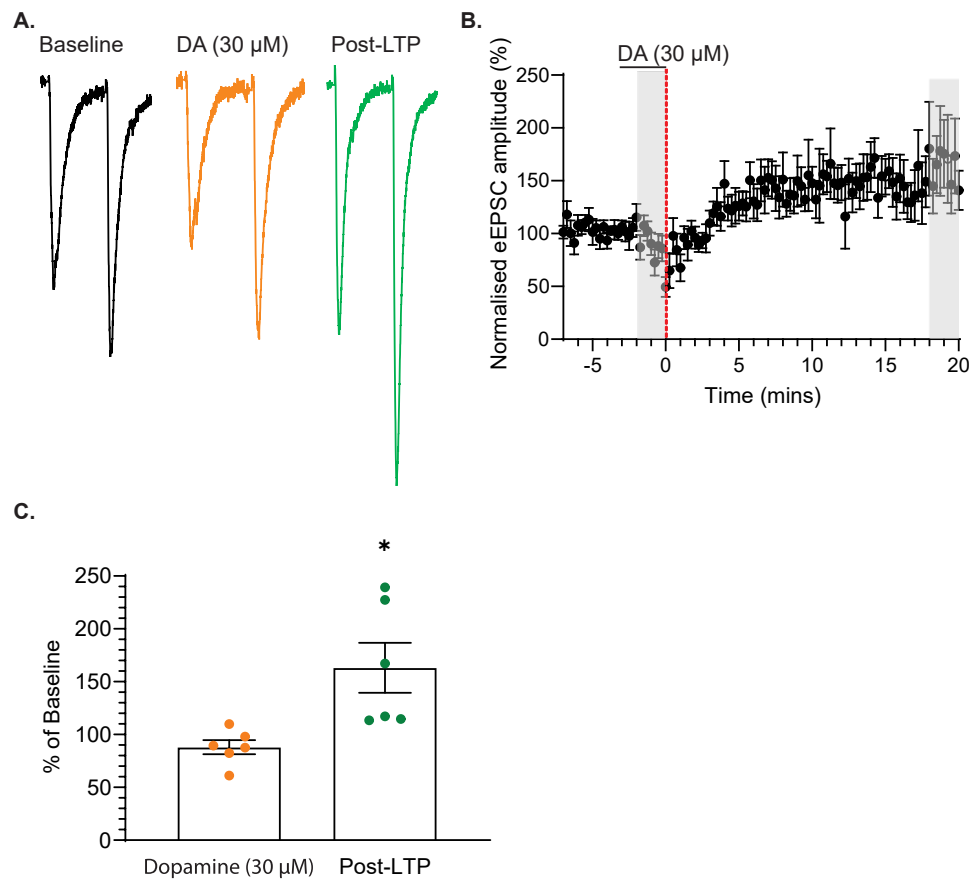 A.
Baseline DA (30 µM) Post-LTP
B.
DA (30 µM)
Normalised eEPSC amplitude (%)
250
200
150
100
50
0
-5 0 5 10 15 20
Time (mins)
C.
*
% of Baseline
250
200
150
100
50
0
Dopamine (30 µM) Post-LTP